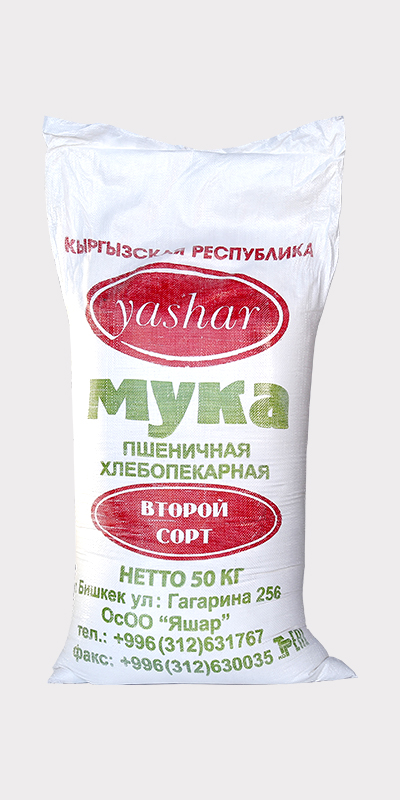 КЫРГЫЗСКАЯ РЕСПУБЛИКА
yashar
мука
ПШЕНИЧНАЯ
ХЛЕБОПЕКАРНАЯ
ВТОРОЙ
СОРТ
НЕТТО 50 КГ
Бишкек ул: Гагарина 256
ОсОО "Яшар"
тел.: +996(312)631767
факс: +996(312)630035